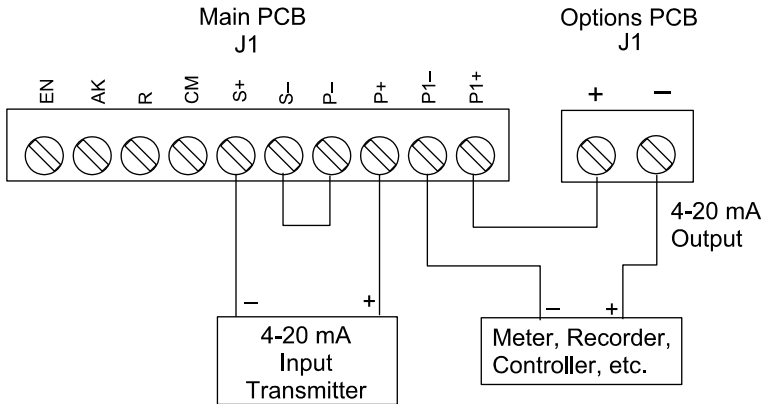 Main PCB
J1
Options PCB
J1
EN AK R CM S+ S– P– P+ P1– P1+
+ –
4-20 mA
Output
– +
4-20 mA
Input
Transmitter
– +
Meter, Recorder,
Controller, etc.